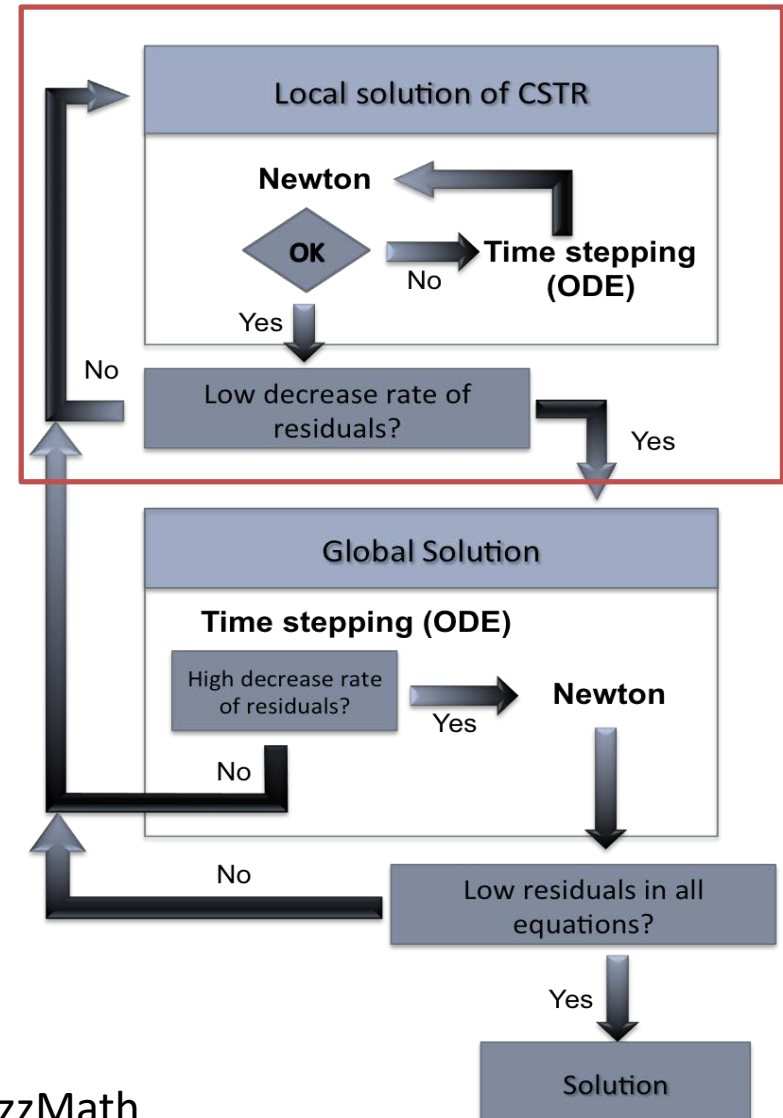 Local solution of CSTR
Newton
OK
No
Time stepping
(ODE)
Yes
No
Low decrease rate of
residuals?
Yes
Global Solution
Time stepping (ODE)
High decrease rate
of residuals?
Yes
Newton
No
No
Low residuals in all
equations?
Yes
Solution